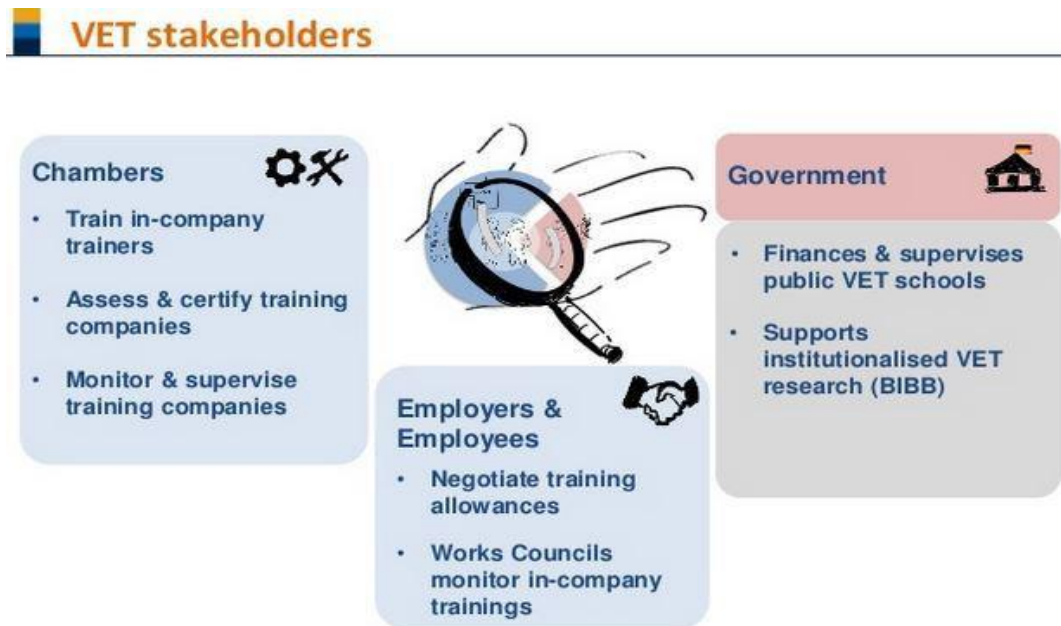 VET stakeholders
Chambers
• Train in-company
trainers
• Assess & certify training
companies
• Monitor & supervise
training companies
Employers &
Employees
• Negotiate training
allowances
• Works Councils
monitor in-company
trainings
Government
• Finances & supervises
public VET schools
• Supports
institutionalised VET
research (BIBB)